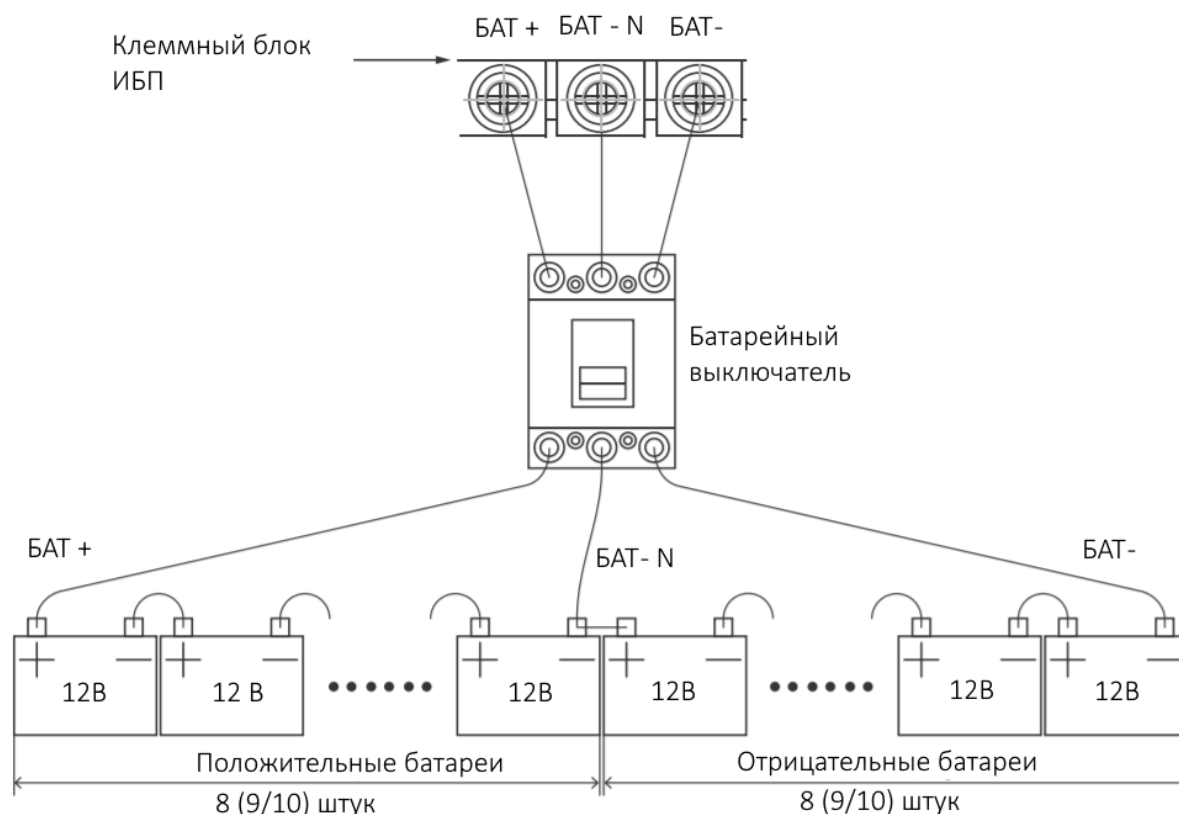 БАТ + БАТ - N БАТ-
Клеммный блок
ИБП
Батарейный
выключатель
БАТ + БАТ- N БАТ-
+ − + − + − + − + − + −
12В 12 В 12В 12В 12В 12В
Положительные батареи Отрицательные батареи
8 (9/10) штук 8 (9/10) штук